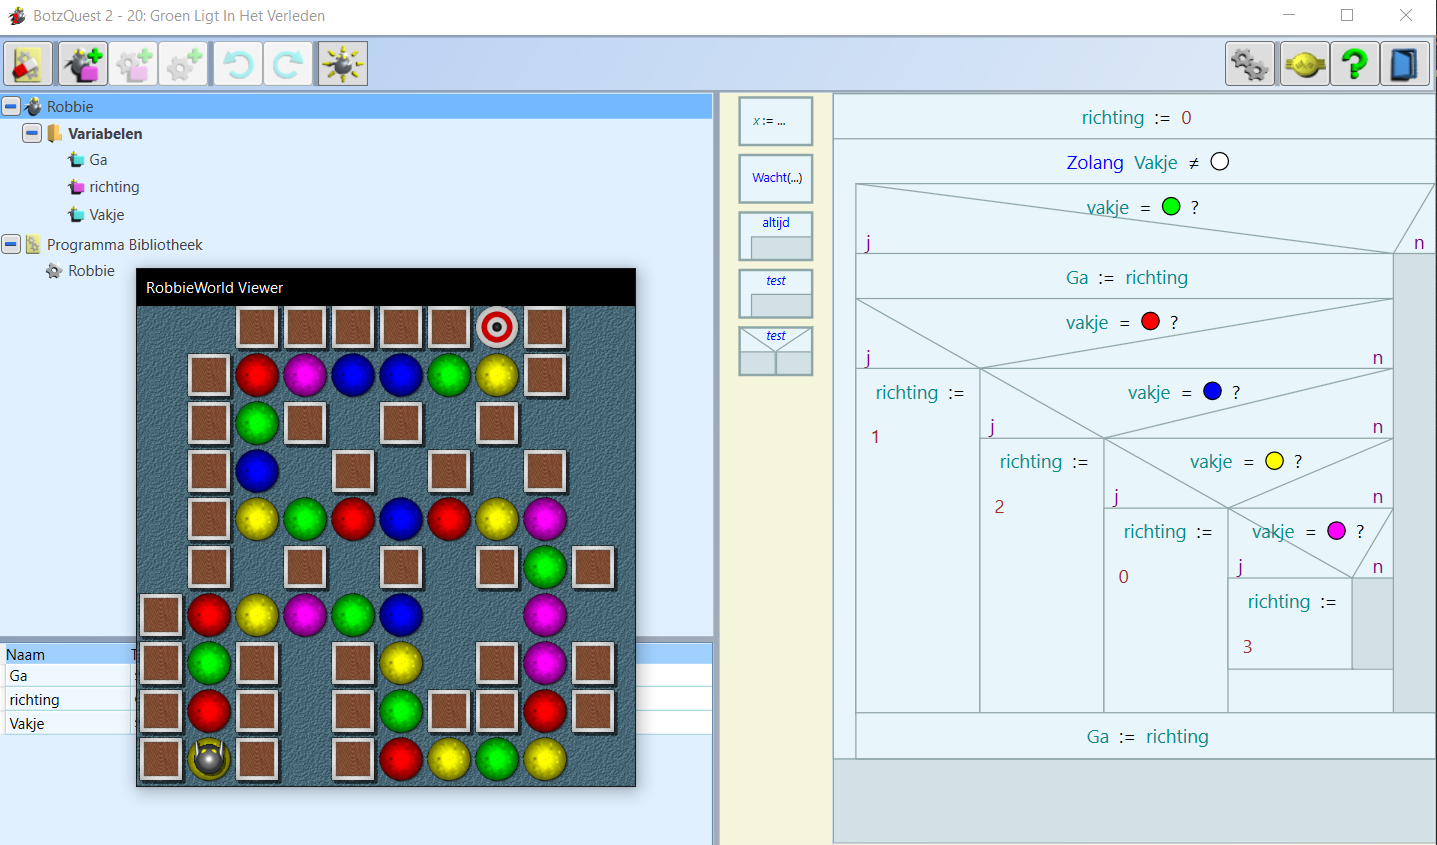 BotzQuest 2 - 20: Groen Ligt In Het Verleden
Robbie
Variabelen
Ga
richting
Vakje
Programma Bibliotheek
Robbie
RobbieWorld Viewer
Naam
Ga
richting
Vakje
x := ...
Wacht(...)
altijd
test
test
richting := 0
Zolang Vakje ≠
vakje = ?
j n
Ga := richting
vakje = ?
j n
richting := 1
vakje = ?
j n
richting := 2
vakje = ?
j n
richting := 0
vakje = ?
j n
richting := 3
Ga := richting